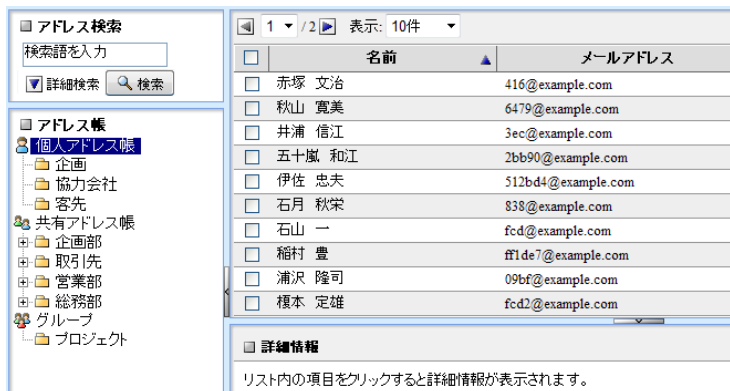 アドレス検索
検索語を入力
詳細検索 検索
アドレス帳
個人アドレス帳
企画
協力会社
客先
共有アドレス帳
企画部
取引先
営業部
総務部
グループ
プロジェクト
1 /2 表示: 10件
名前 メールアドレス
赤塚 文治 416@example.com
秋山 寛美 6479@example.com
井浦 信江 3ec@example.com
五十嵐 和江 2bb90@example.com
伊佐 忠夫 512bd4@example.com
石月 秋栄 838@example.com
石山 一 fcd@example.com
稲村 豊 ff1de7@example.com
浦沢 隆司 09bf@example.com
榎本 定雄 fcd2@example.com
詳細情報
リスト内の項目をクリックすると詳細情報が表示されます。